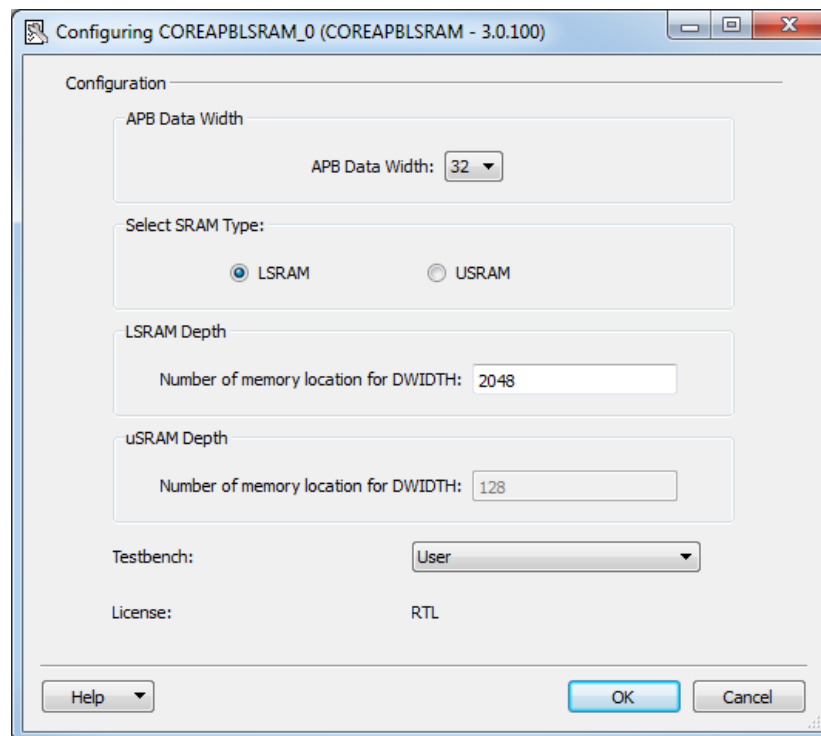 Configuring COREAPBLSRAM_0 (COREAPBLSRAM - 3.0.100)
Configuration
APB Data Width
APB Data Width: 32
Select SRAM Type:
LSRAM USRAM
LSRAM Depth
Number of memory location for DWIDTH: 2048
uSRAM Depth
Number of memory location for DWIDTH: 128
Testbench: User
License: RTL
Help OK Cancel